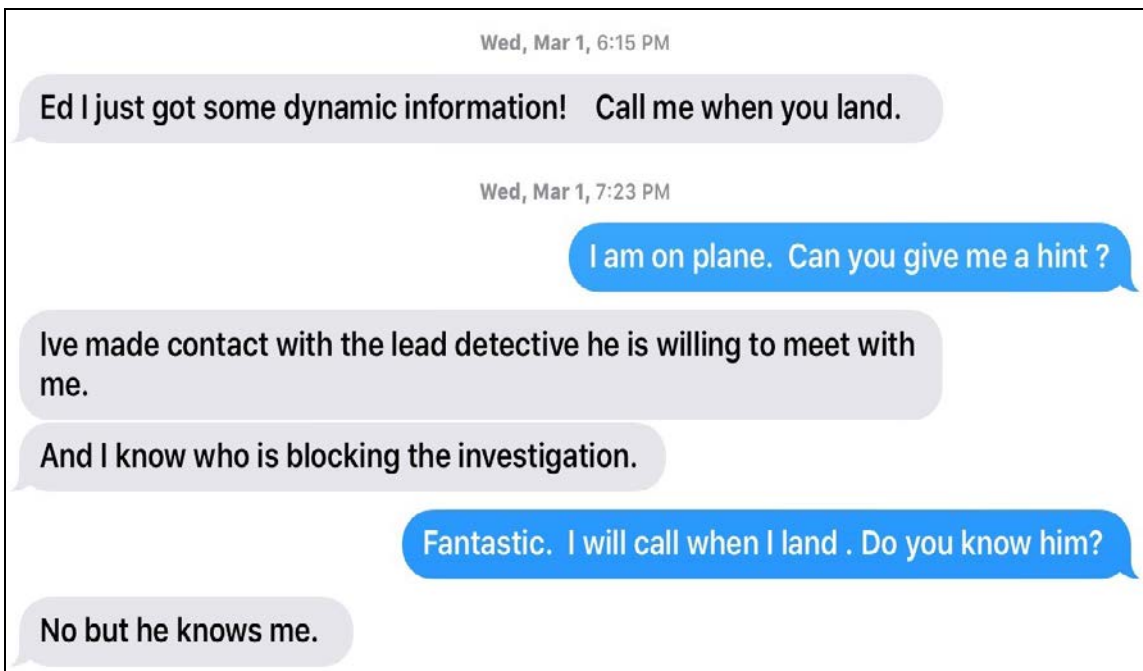 Wed, Mar 1, 6:15 PM
Ed I just got some dynamic information!    Call me when you land.
Wed, Mar 1, 7:23 PM
I am on plane.  Can you give me a hint ?
Ive made contact with the lead detective he is willing to meet with
me.
And I know who is blocking the investigation.
Fantastic.  I will call when I land . Do you know him?
No but he knows me.